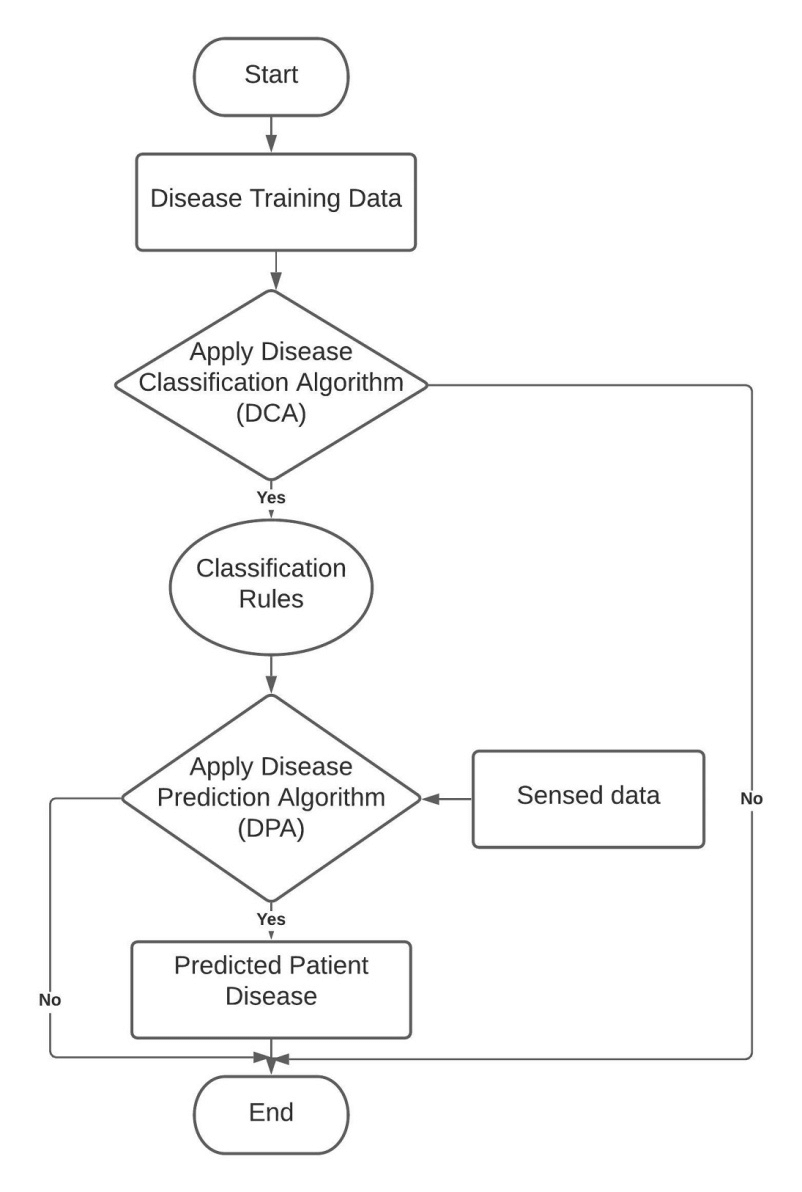 Start
Disease Training Data
Apply Disease
Classification Algorithm
(DCA)
Yes
Classification
Rules
Apply Disease
Prediction Algorithm
(DPA)
Sensed data
No
Yes
Predicted Patient
Disease
No
End